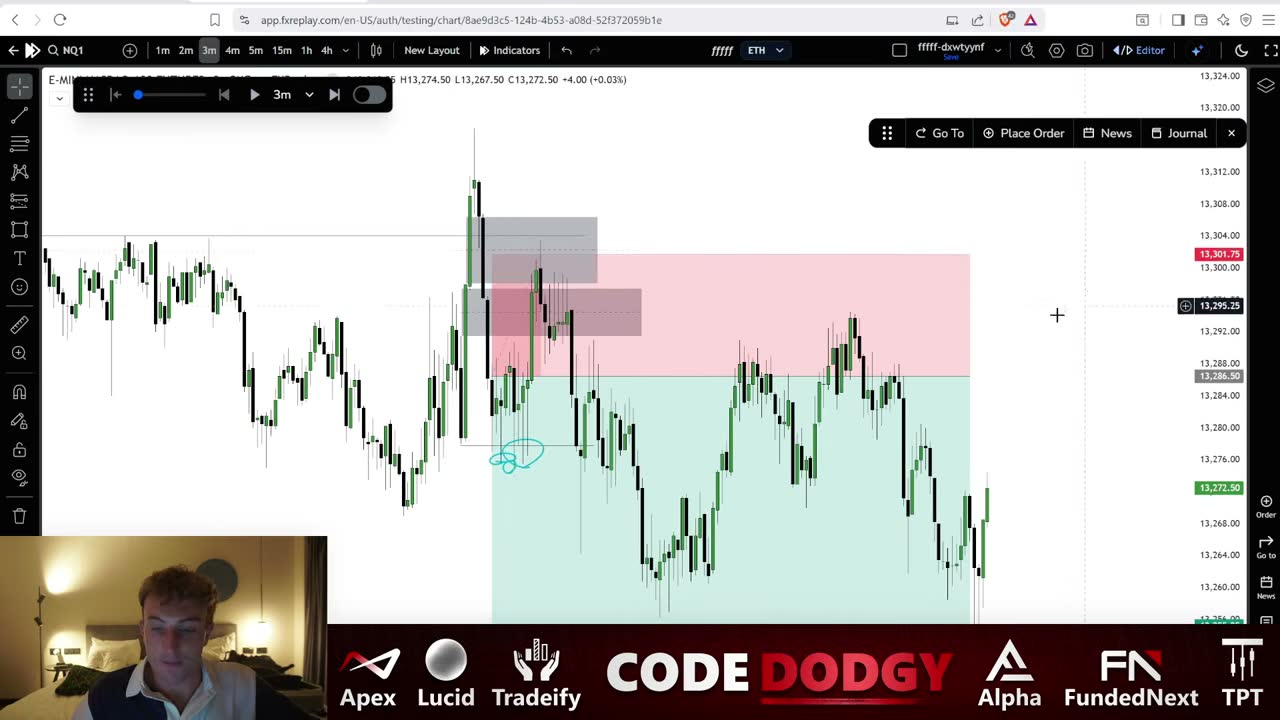 app.fxreplay.com/en-US/auth/testing/chart/8ae9d3c5-124b-4b53-a08d-52f372059b1e
NQ1 1m 2m 3m 4m 5m 15m 1h 4h New Layout Indicators fffff ETH fffff-dxwtyynf Save Editor
H13,274.50 L13,267.50 C13,272.50 +4.00 (+0.03%)
3m
Go To Place Order News Journal
13,324.00
13,320.00
13,312.00
13,308.00
13,304.00
13,301.75
13,300.00
13,295.25
13,292.00
13,288.00
13,286.50
13,284.00
13,280.00
13,276.00
13,272.50
13,268.00
13,264.00
13,260.00
Order
Go to
News
CODE DODGY
Apex Lucid Tradeify Alpha FundedNext TPT